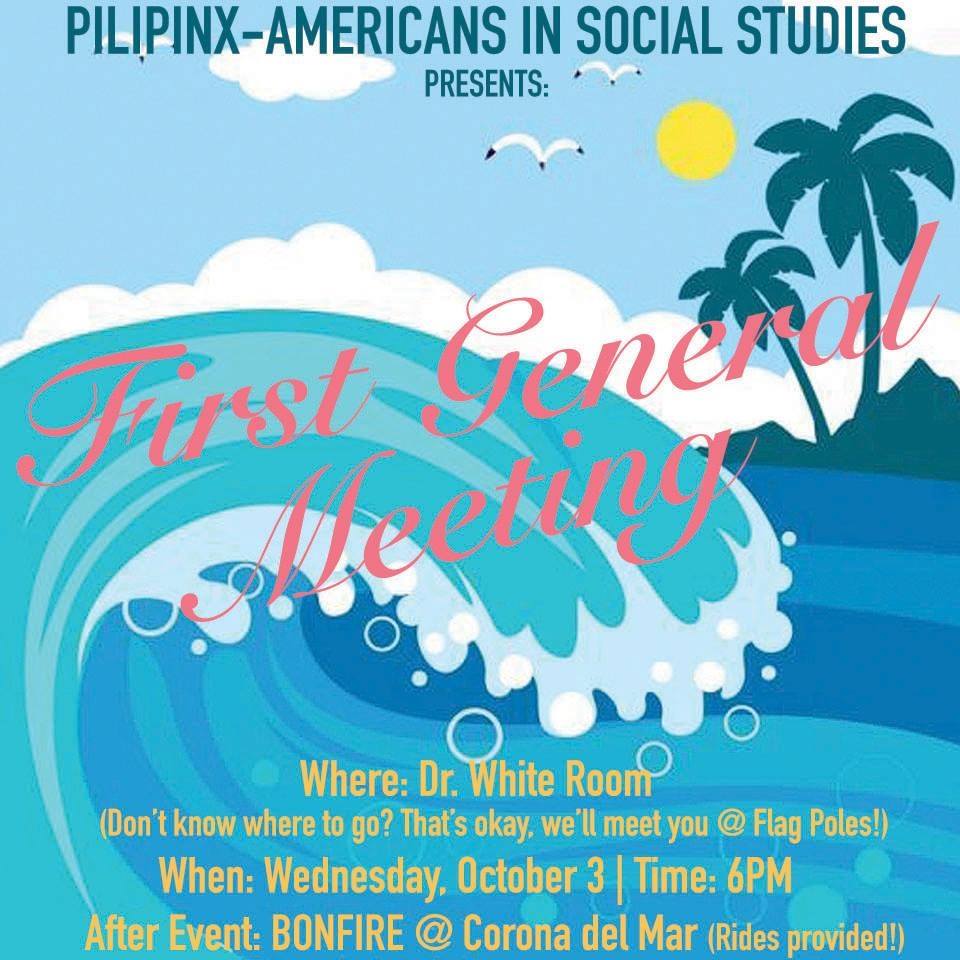 PILIPINX-AMERICANS IN SOCIAL STUDIES
PRESENTS:
First General
Meeting
Where: Dr. White Room
(Don't know where to go? That's okay, we'll meet you @ Flag Poles!)
When: Wednesday, October 3 | Time: 6PM
After Event: BONFIRE @ Corona del Mar (Rides provided!)